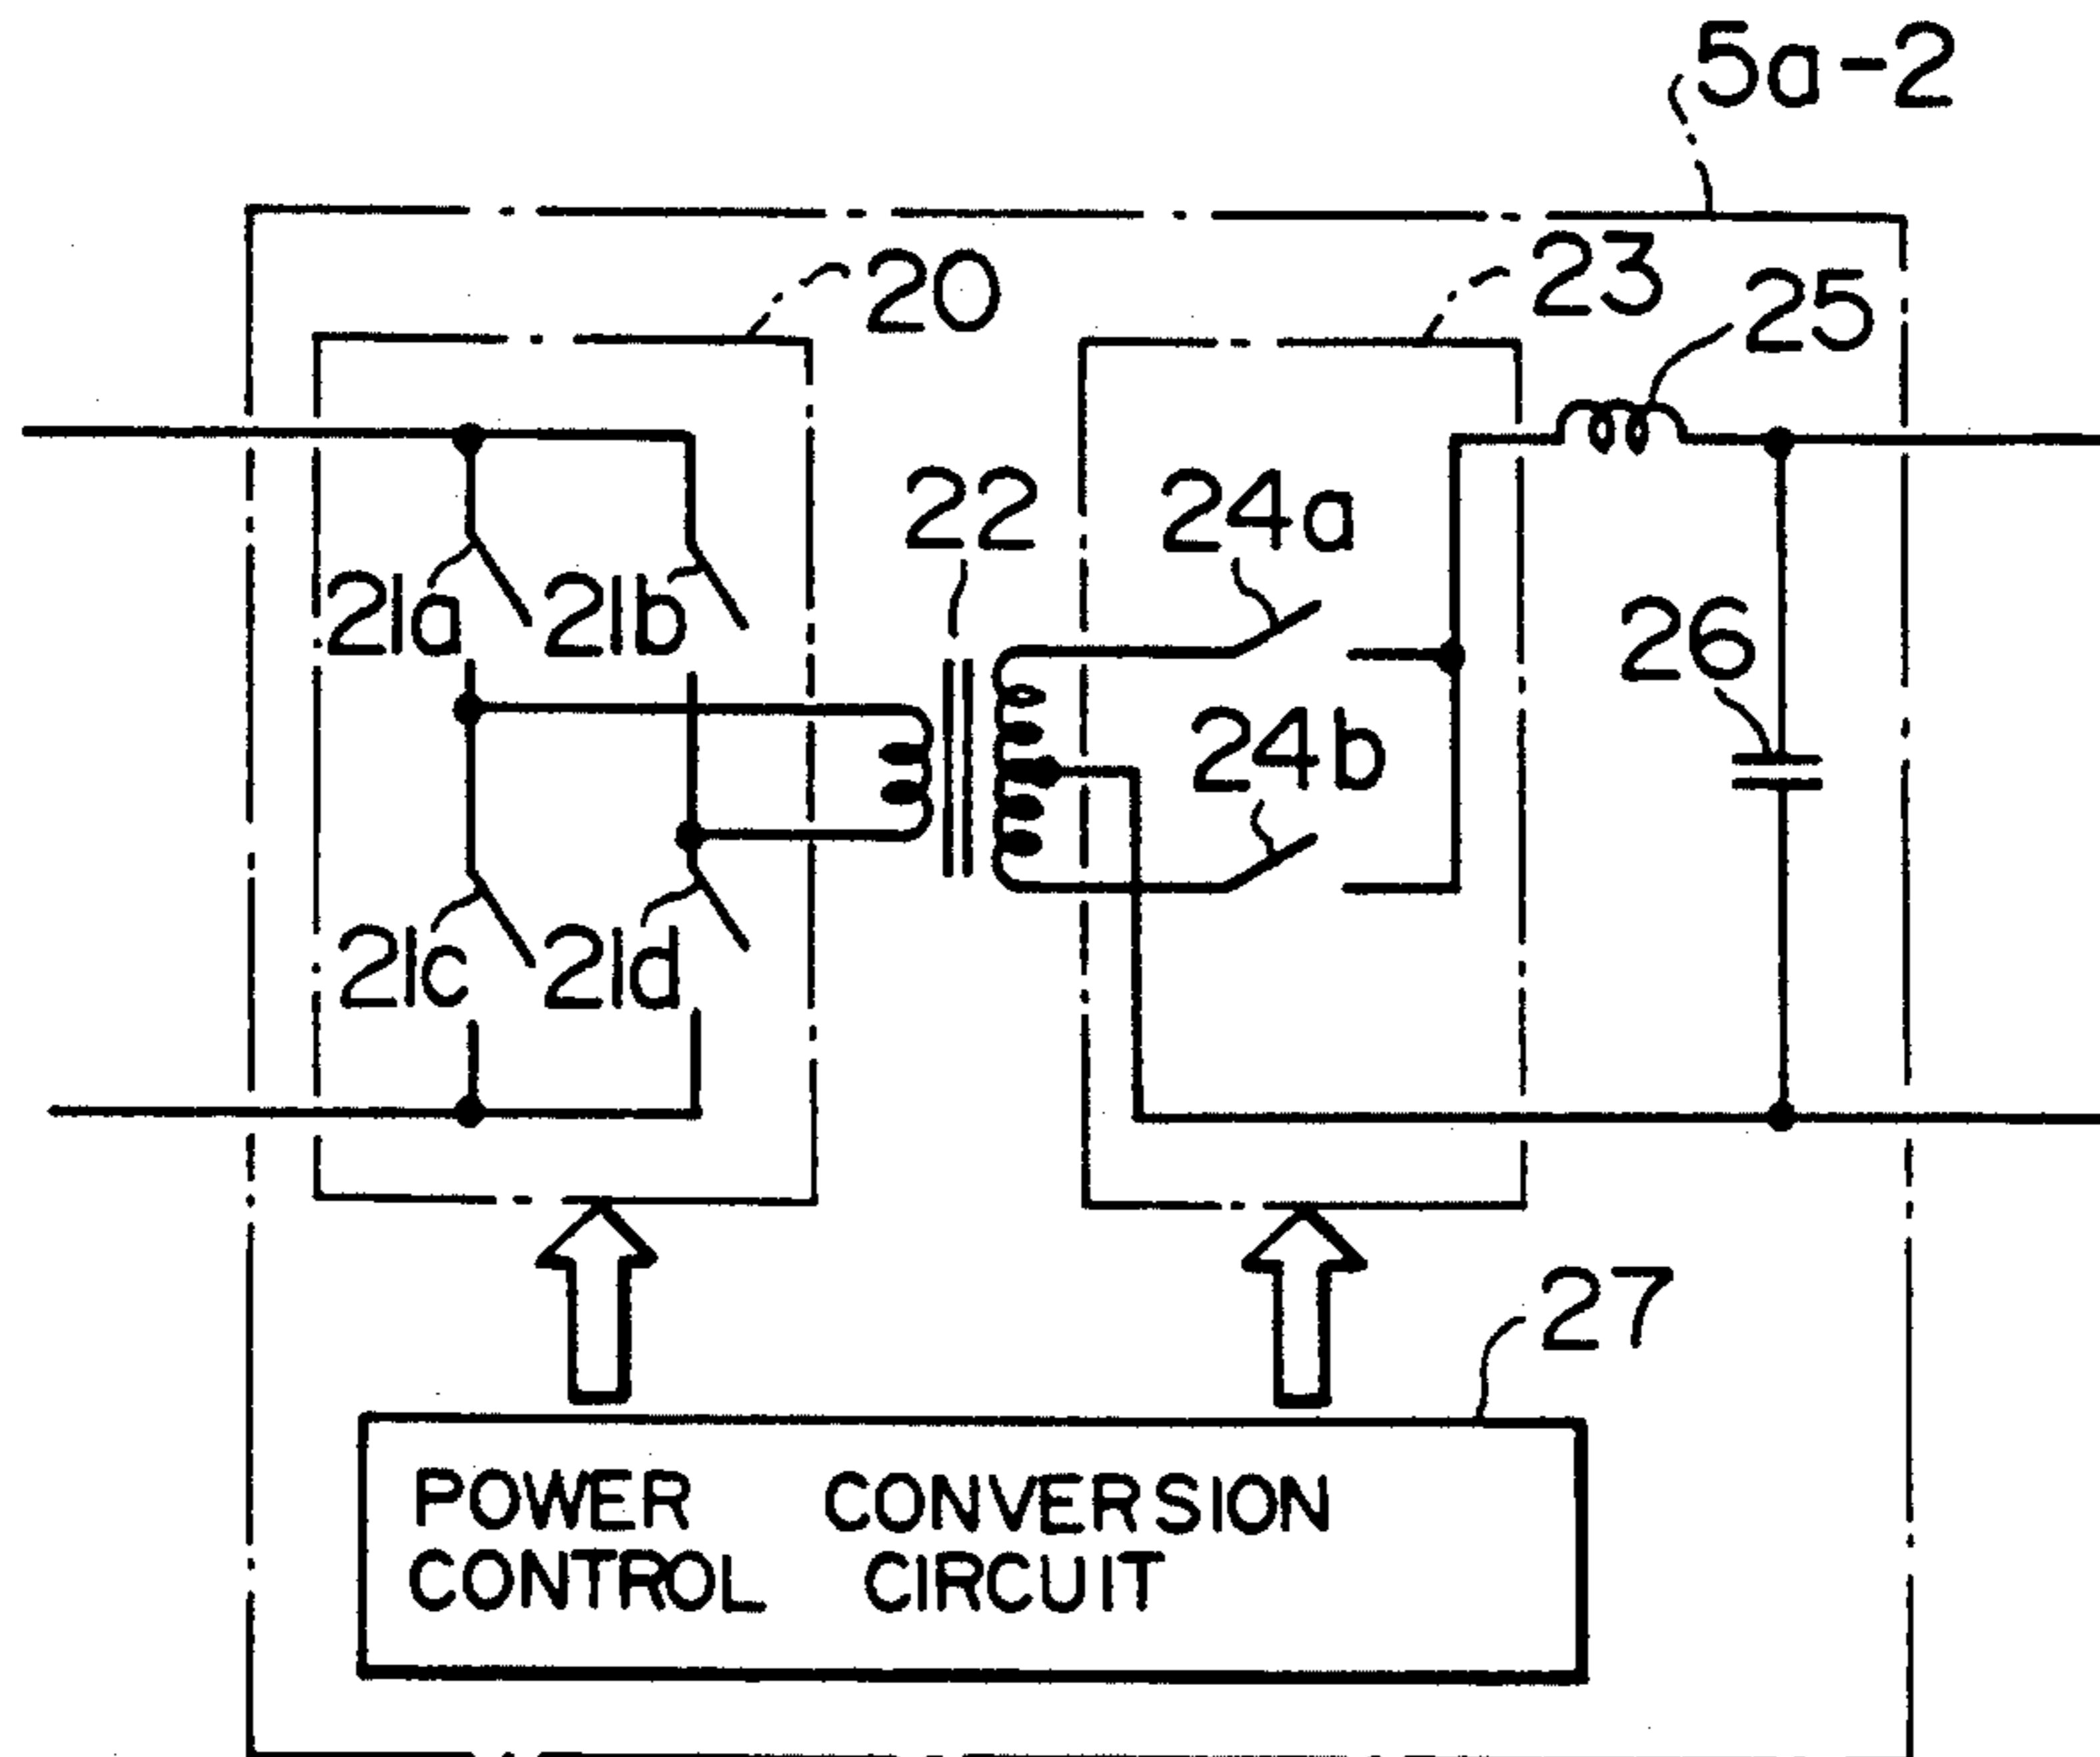 5a-2
20
23
25
22
24a
21a
21b
26
24b
21c
21d
27
POWER CONVERSION
CONTROL CIRCUIT